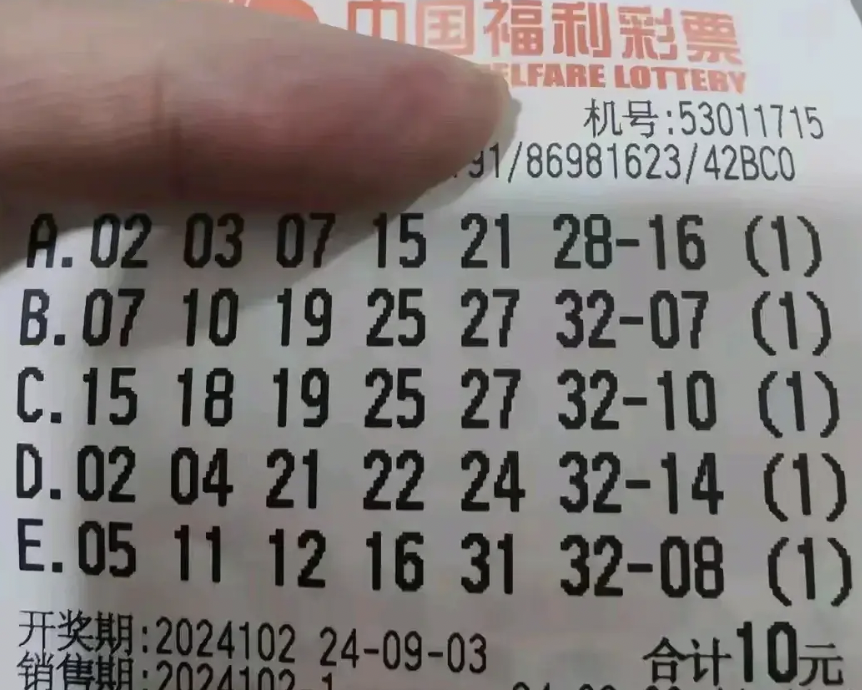 中国福利彩票
ELFARE LOTTERY
机号:53011715
91/86981623/42BC0
A.02 03 07 15 21 28-16 (1)
B.07 10 19 25 27 32-07 (1)
C.15 18 19 25 27 32-10 (1)
D.02 04 21 22 24 32-14 (1)
E.05 11 12 16 31 32-08 (1)
开奖期:2024102 24-09-03 合计10元
销售期:2024102-1